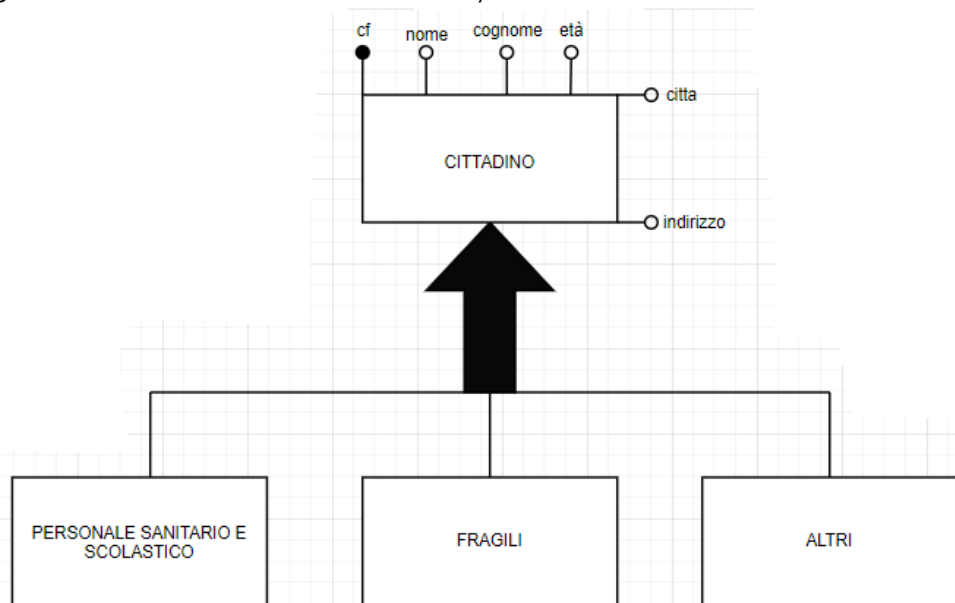 cf
nome
cognome
età
citta
CITTADINO
indirizzo
PERSONALE SANITARIO E
SCOLASTICO
FRAGILI
ALTRI